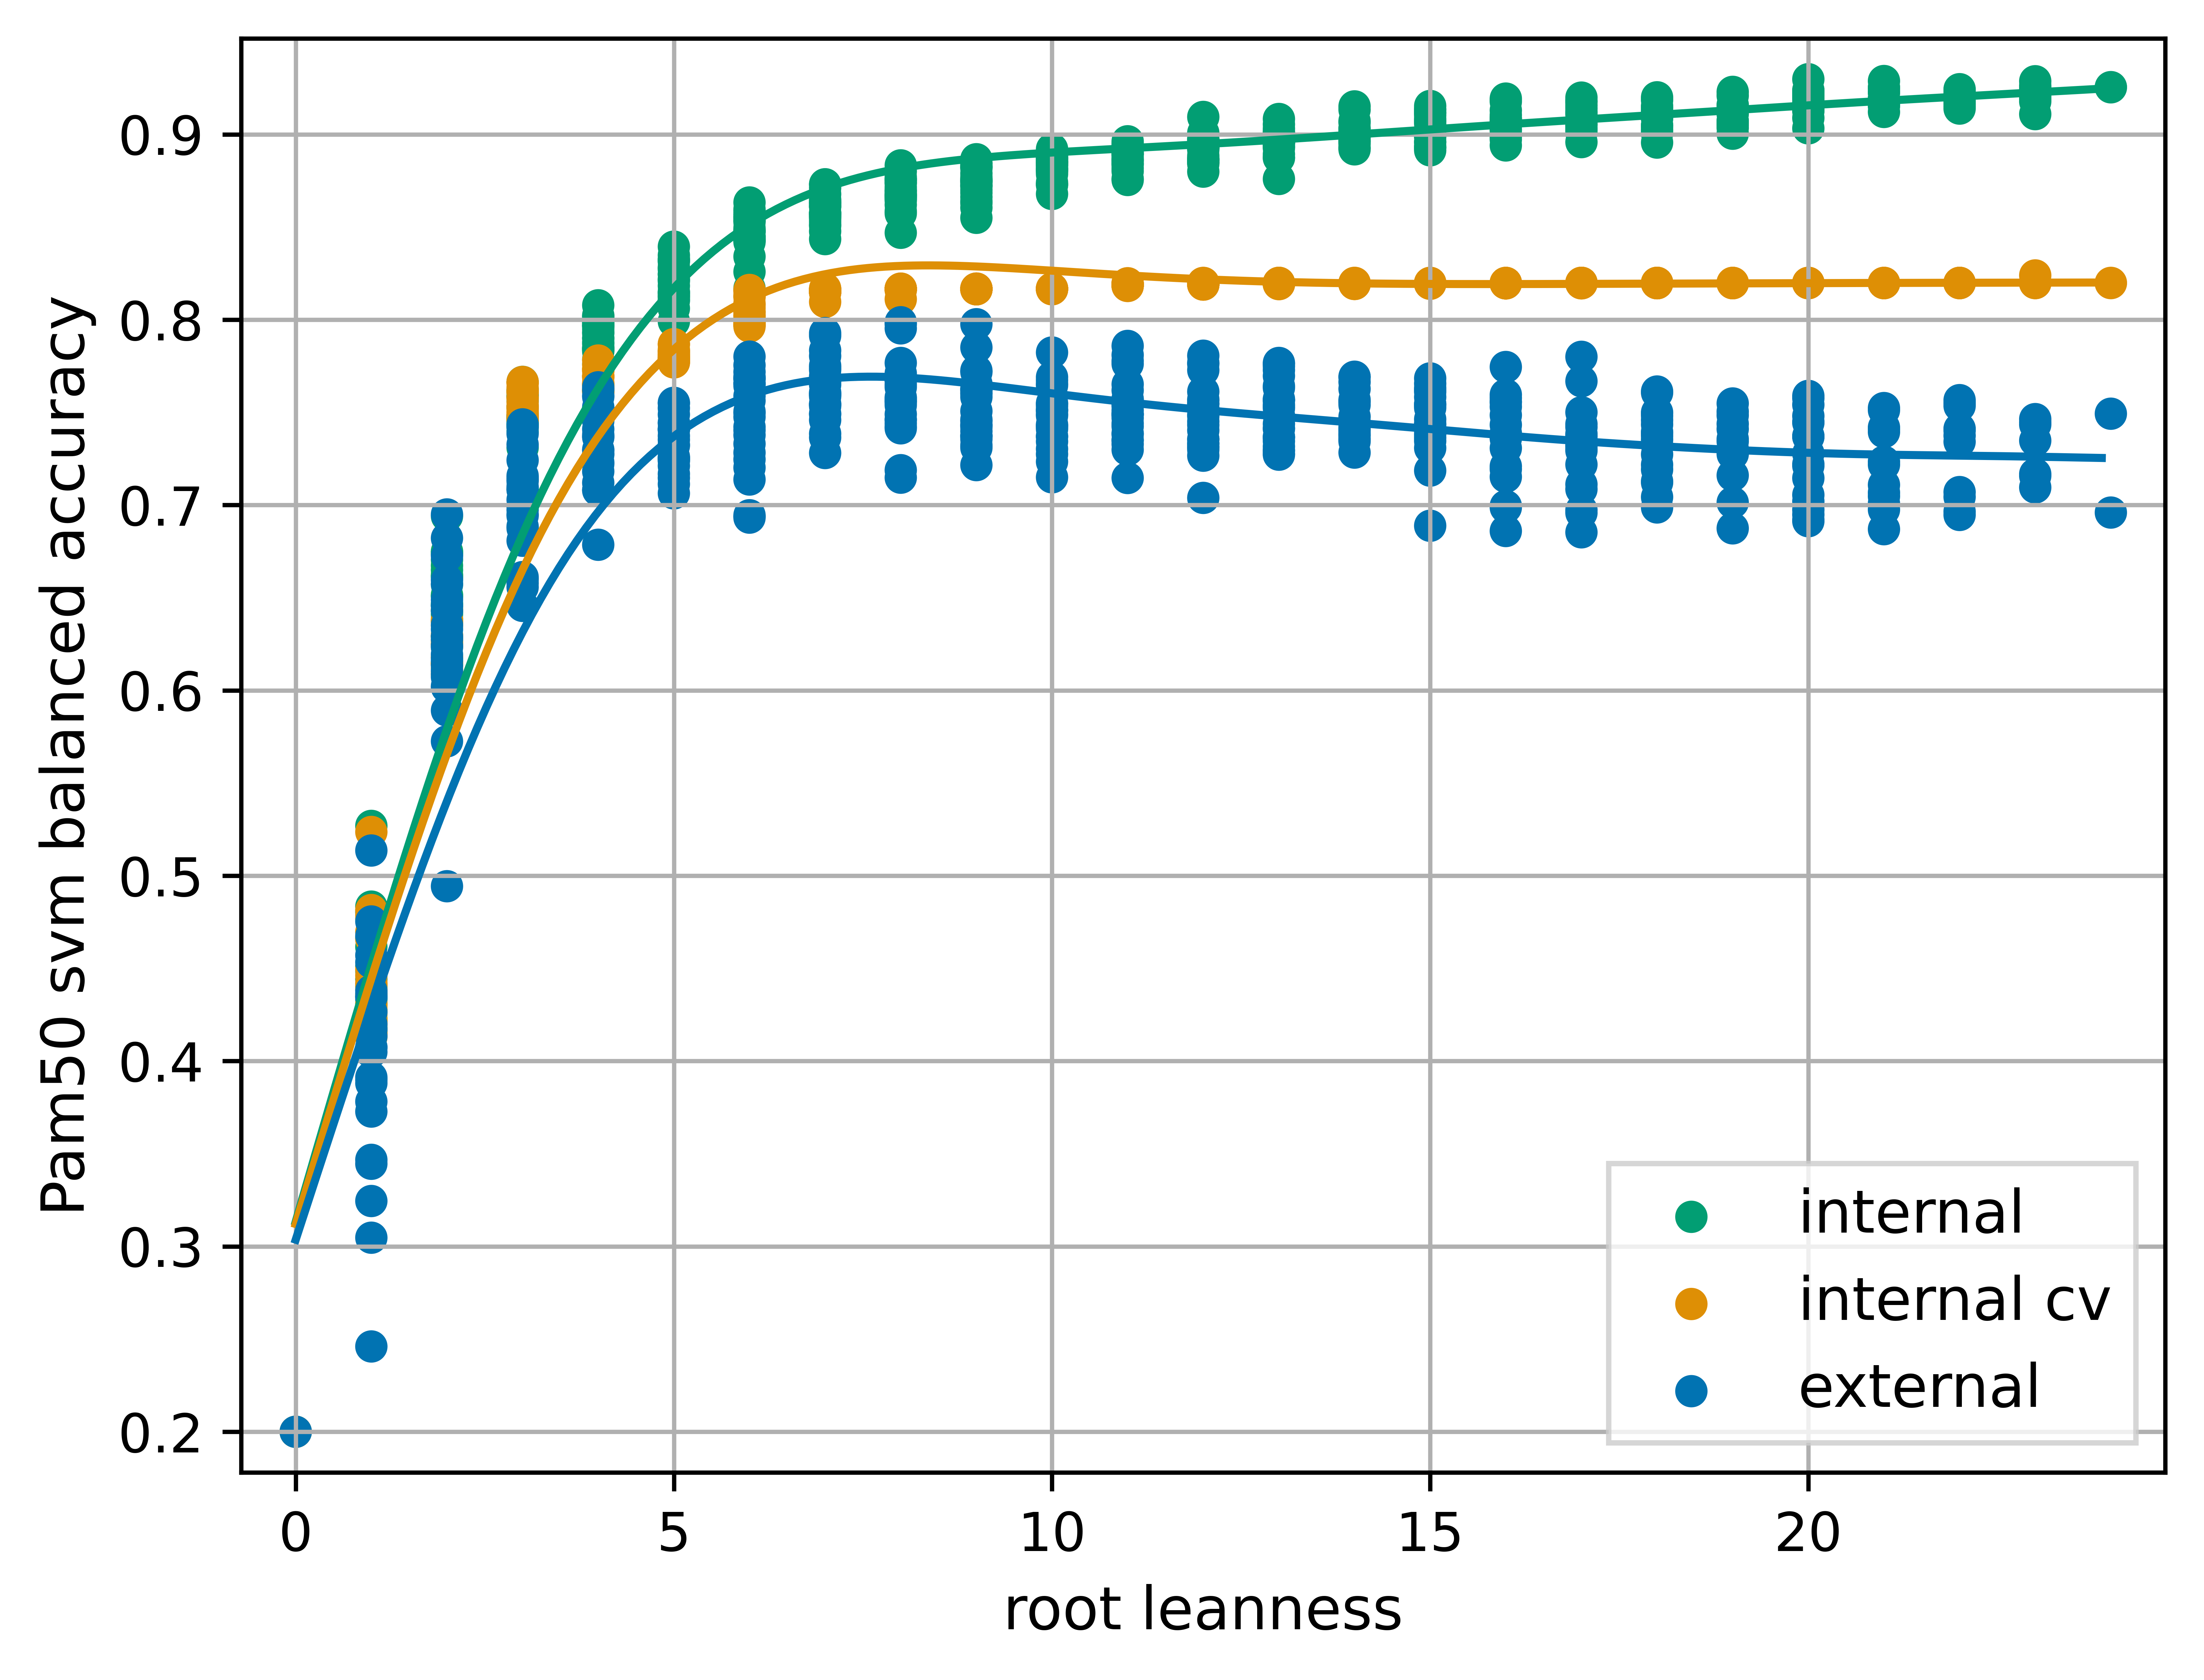 Pam50 svm balanced accuracy
0.9
0.8
0.7
0.6
0.5
0.4
0.3
0.2
0 5 10 15 20
root leanness
internal
internal cv
external